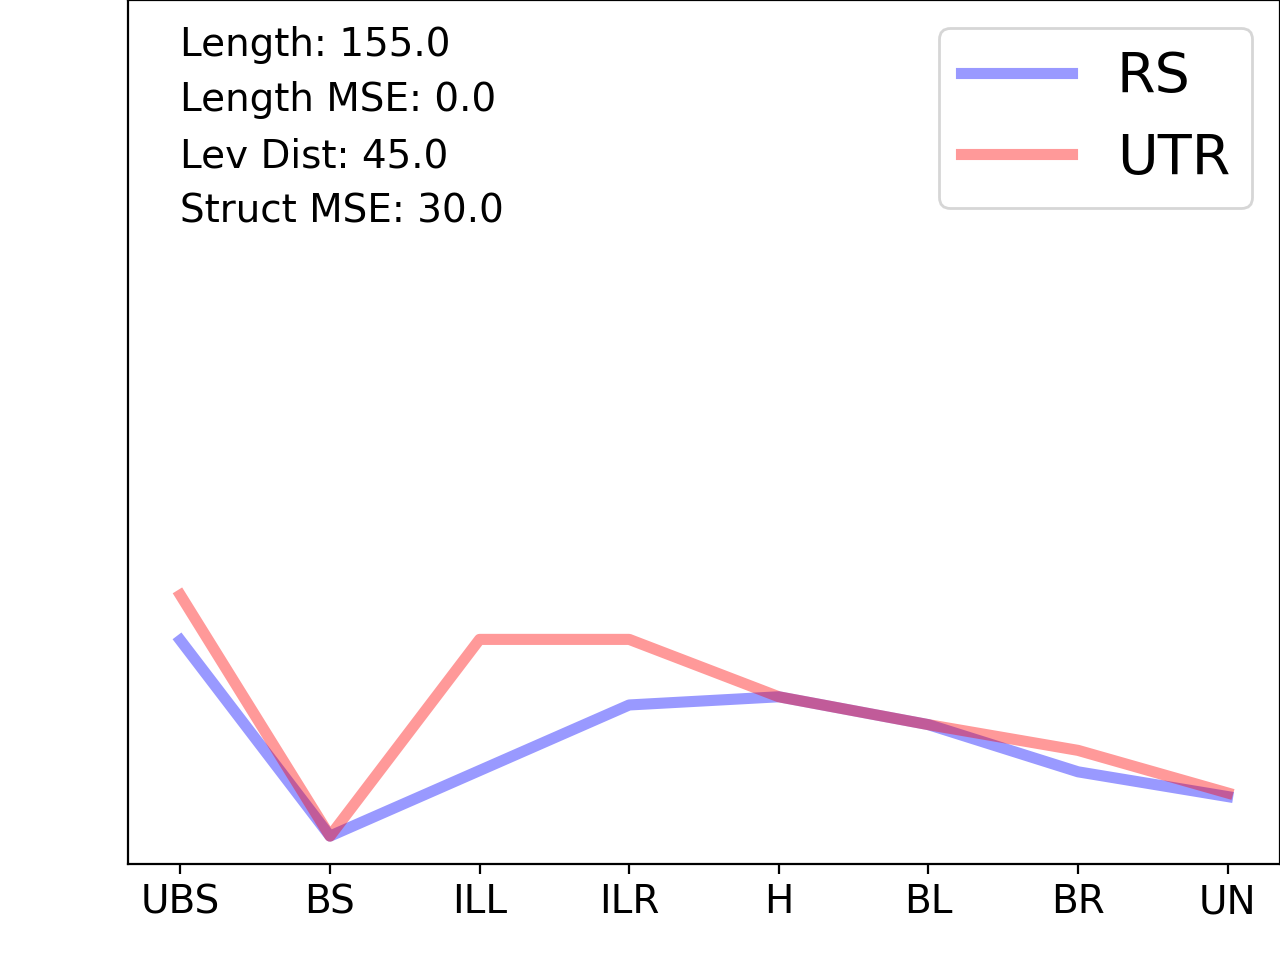 Length: 155.0
Length MSE: 0.0
Lev Dist: 45.0
Struct MSE: 30.0
RS
UTR
UBS BS ILL ILR H BL BR UN